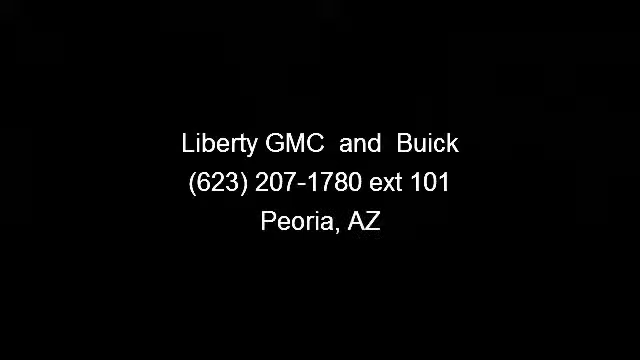 Liberty GMC  and  Buick
(623) 207-1780 ext 101
Peoria, AZ